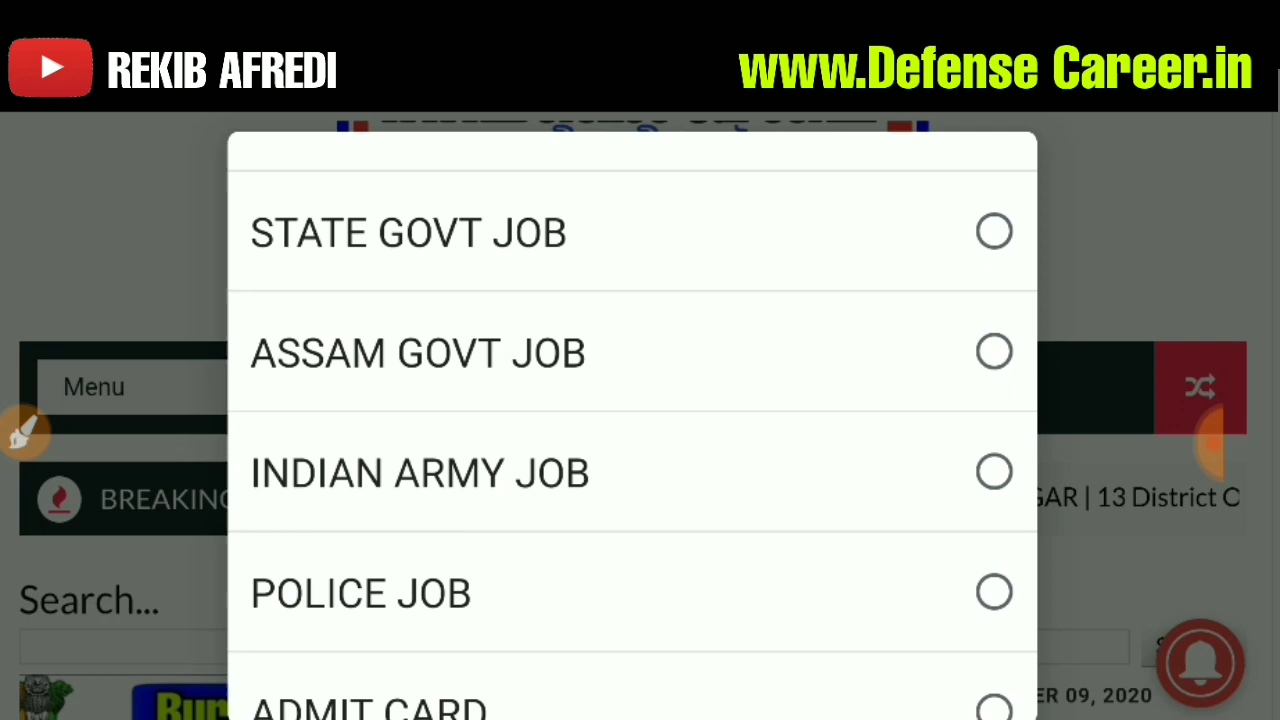 REKIB AFREDI
www.Defense Career.in
STATE GOVT JOB
ASSAM GOVT JOB
Menu
INDIAN ARMY JOB
BREAKING
GAR | 13 District C
POLICE JOB
Search...
ER 09, 2020
ADMIT CARD